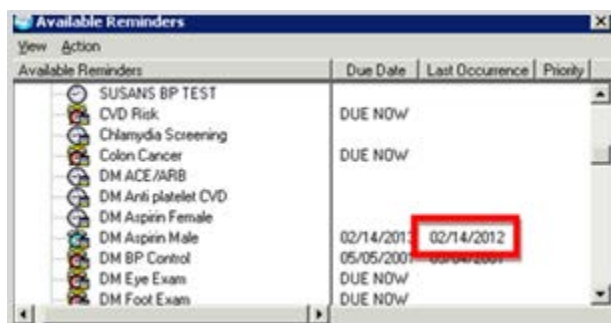 Available Reminders
View Action
Available Reminders Due Date Last Occurrence Priority
SUSANS BP TEST
CVD Risk DUE NOW
Chlamydia Screening
Colon Cancer DUE NOW
DM ACE/ARB
DM Anti platelet CVD
DM Aspirin Female
DM Aspirin Male 02/14/2013 02/14/2012
DM BP Control 05/05/2001
DM Eye Exam DUE NOW
DM Foot Exam DUE NOW